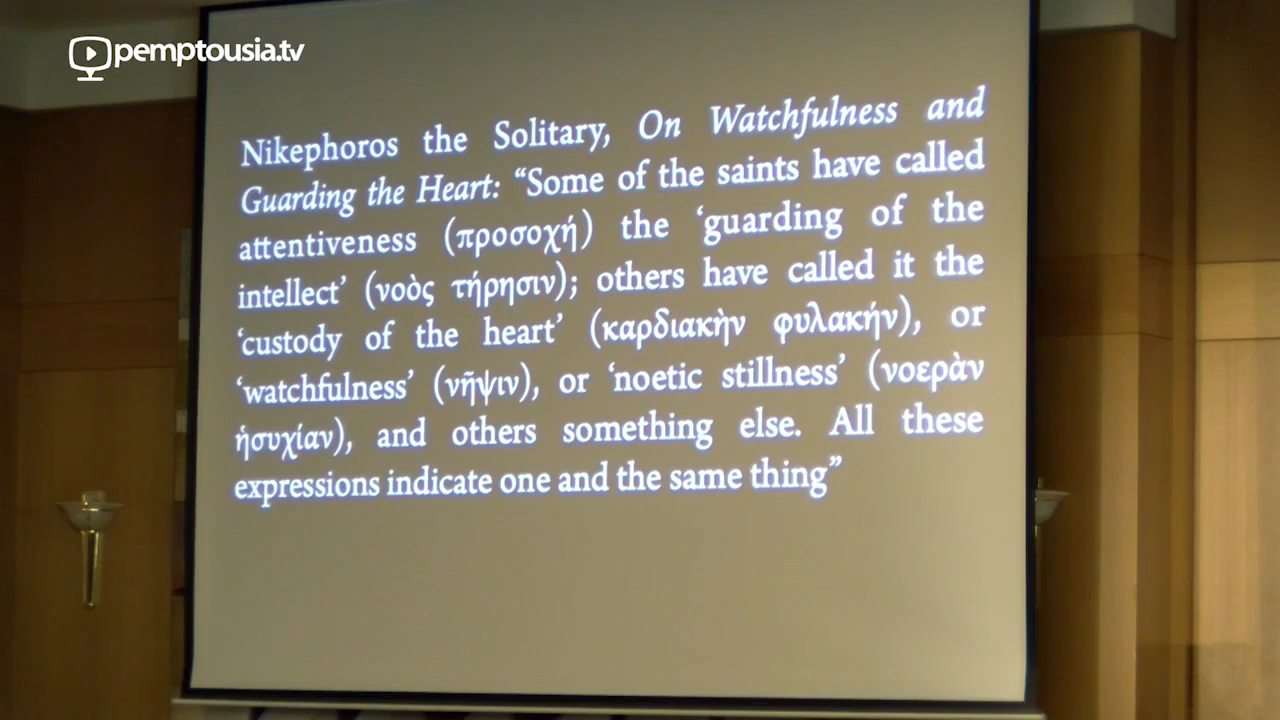 pemptousia.tv
Nikephoros the Solitary, On Watchfulness and
Guarding the Heart: “Some of the saints have called
attentiveness (προσοχή) the ‘guarding of the
intellect’ (νοὸς τήρησιν); others have called it the
‘custody of the heart’ (καρδιακὴν φυλακήν), or
‘watchfulness’ (νῆψιν), or ‘noetic stillness’ (νοερὰν
ἡσυχίαν), and others something else. All these
expressions indicate one and the same thing”